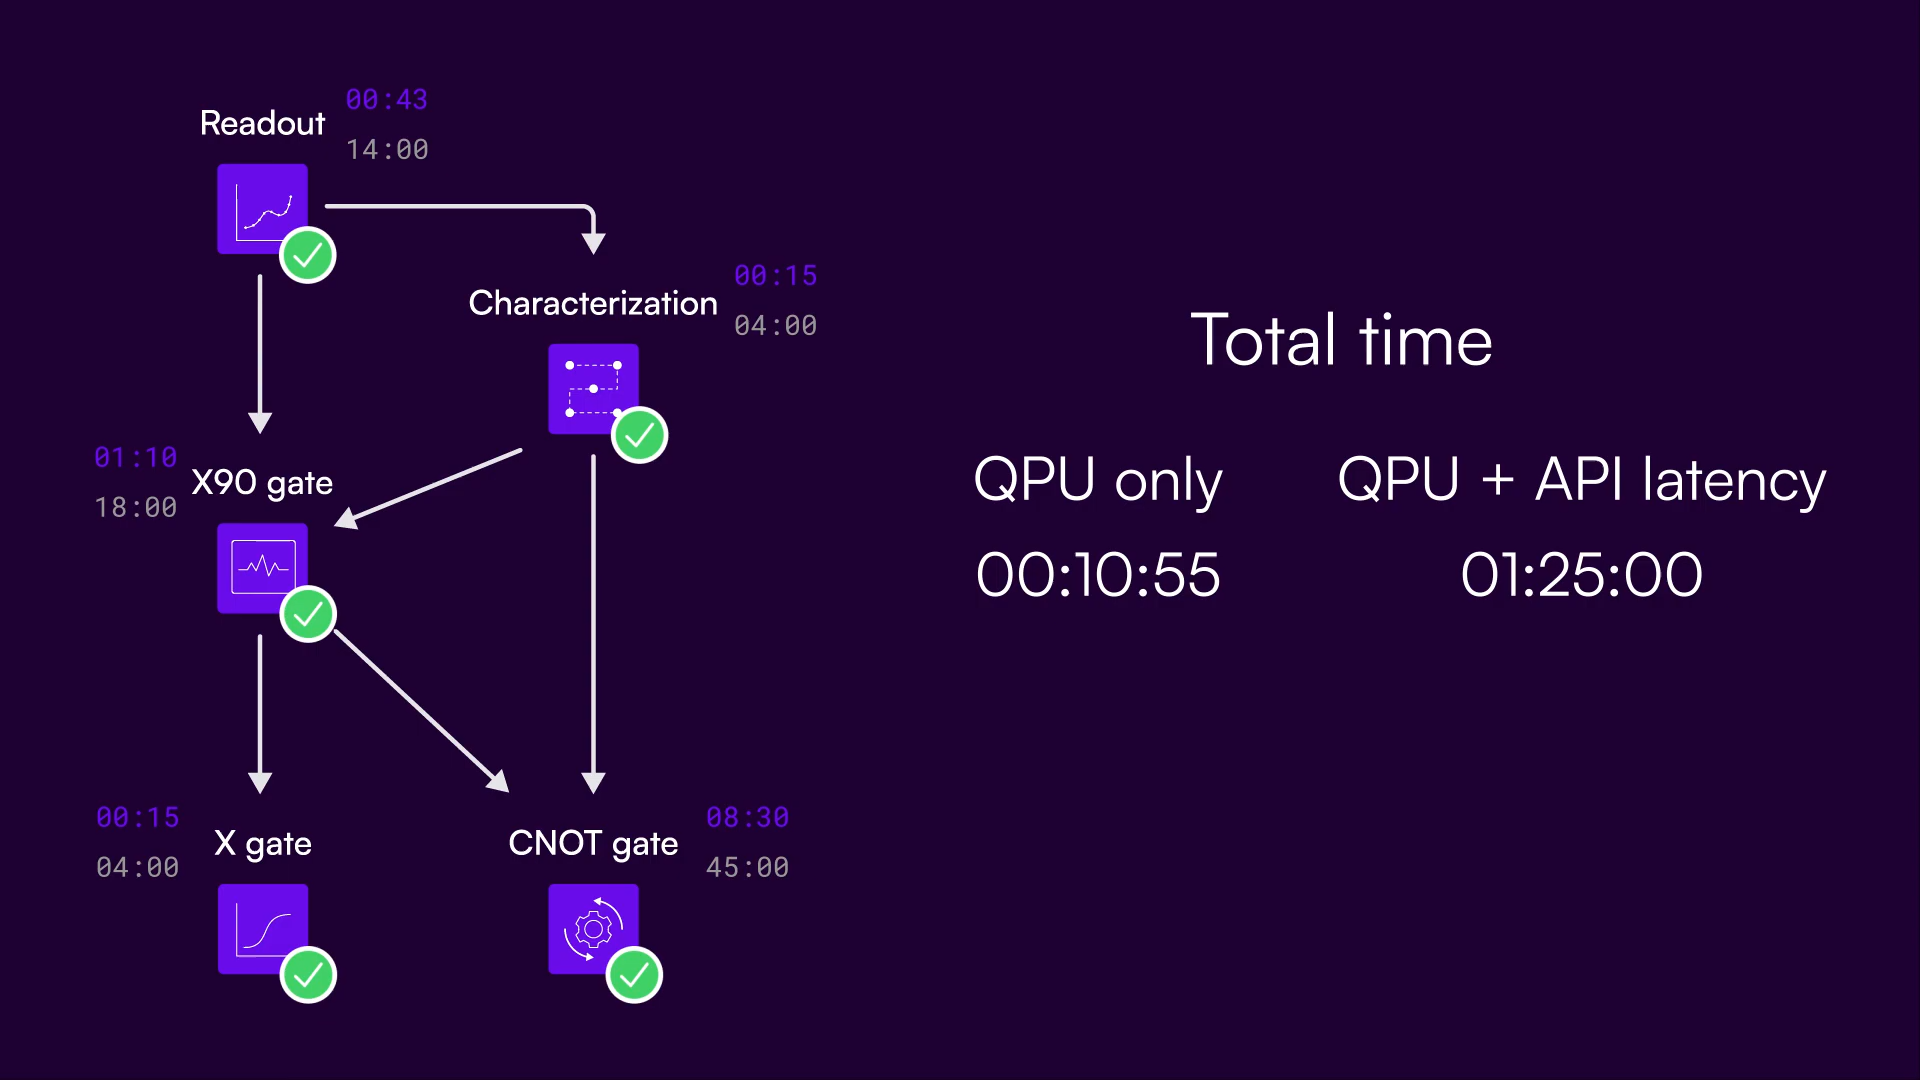 Readout
00:43
14:00
Characterization
00:15
04:00
01:10
18:00
X90 gate
00:15
04:00
X gate
CNOT gate
08:30
45:00
Total time
QPU only
00:10:55
QPU + API latency
01:25:00